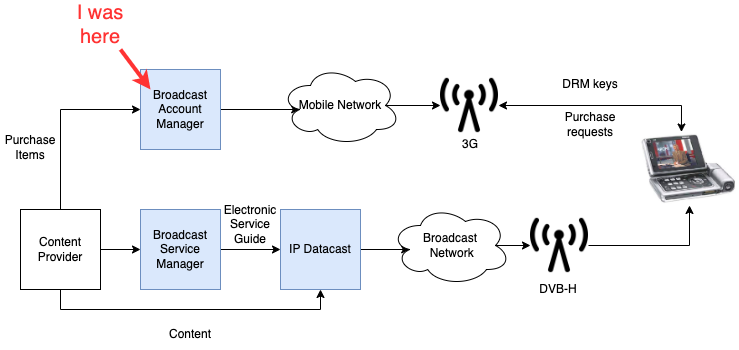 I was
here
Broadcast
Account
Manager
Mobile Network
3G
DRM keys
Purchase
requests
Purchase
Items
Content
Provider
Broadcast
Service
Manager
Electronic
Service
Guide
IP Datacast
Broadcast
Network
DVB-H
Content